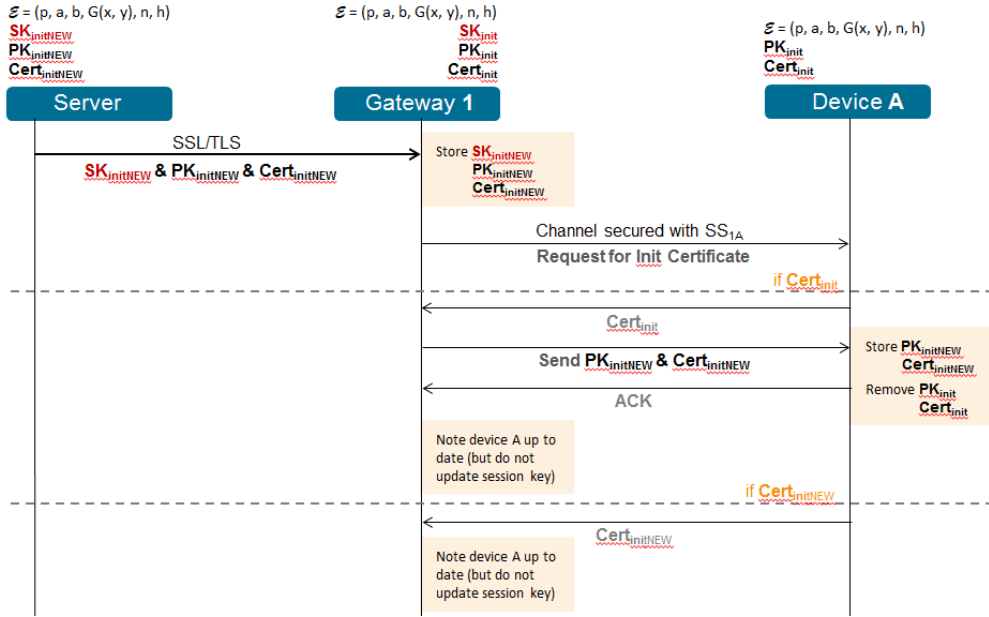 ℰ = (p, a, b, G(x, y), n, h)
SKinitNEW
PKinitNEW
CertinitNEW
Server
ℰ = (p, a, b, G(x, y), n, h)
SKinit
PKinit
Certinit
Gateway 1
ℰ = (p, a, b, G(x, y), n, h)
PKinit
Certinit
Device A
SSL/TLS
SKinitNEW & PKinitNEW & CertinitNEW
Store SKinitNEW
PKinitNEW
CertinitNEW
Channel secured with SS1A
Request for Init Certificate
if Certinit
Certinit
Send PKinitNEW & CertinitNEW
Store PKinitNEW
CertinitNEW
Remove PKinit
Certinit
ACK
Note device A up to
date (but do not
update session key)
if CertinitNEW
CertinitNEW
Note device A up to
date (but do not
update session key)